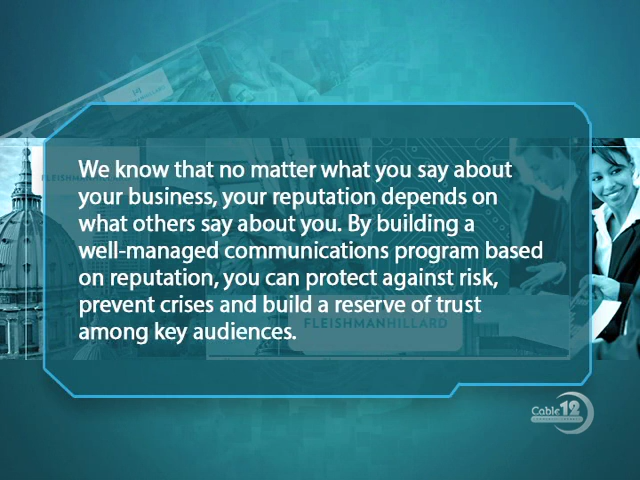 We know that no matter what you say about
your business, your reputation depends on
what others say about you. By building a
well-managed communications program based
on reputation, you can protect against risk,
prevent crises and build a reserve of trust
among key audiences.
FLEISHMANHILLARD
Cable 12